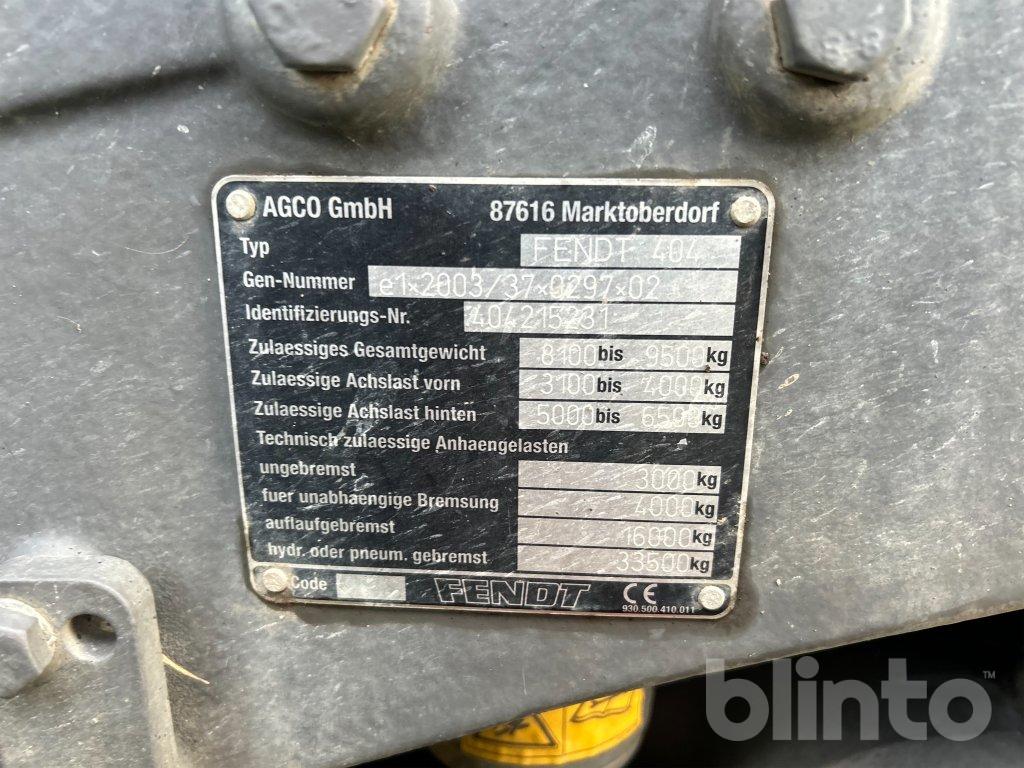 AGCO GmbH 87616 Marktoberdorf
Typ FENDT 404
Gen-Nummer e1*2003/37*0297*02
Identifizierungs-Nr. 404215231
Zulaessiges Gesamtgewicht 8100 bis 9500 kg
Zulaessige Achslast vorn 3100 bis 4000 kg
Zulaessige Achslast hinten 5000 bis 6500 kg
Technisch zulaessige Anhaengelasten
ungebremst 3000 kg
fuer unabhaengige Bremsung 4000 kg
auflaufgebremst 16000 kg
hydr. oder pneum. gebremst 33500 kg
Code FENDT CE
930.500.410.011
blinto™